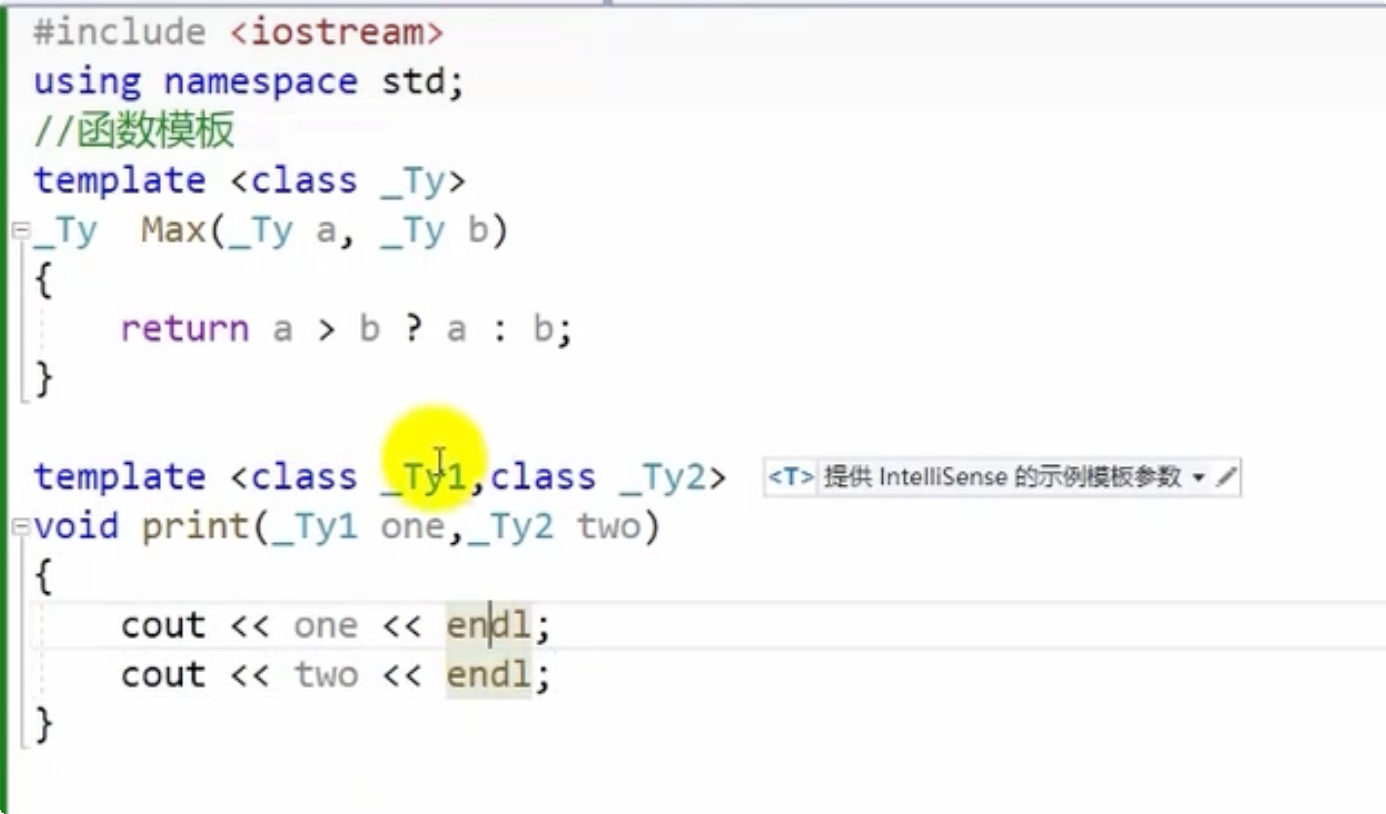 #include <iostream>
using namespace std;
//函数模板
template <class _Ty>
_Ty  Max(_Ty a, _Ty b)
{
    return a > b ? a : b;
}
template <class _Ty1,class _Ty2> <T> 提供 IntelliSense 的示例模板参数
void print(_Ty1 one,_Ty2 two)
{
    cout << one << endl;
    cout << two << endl;
}